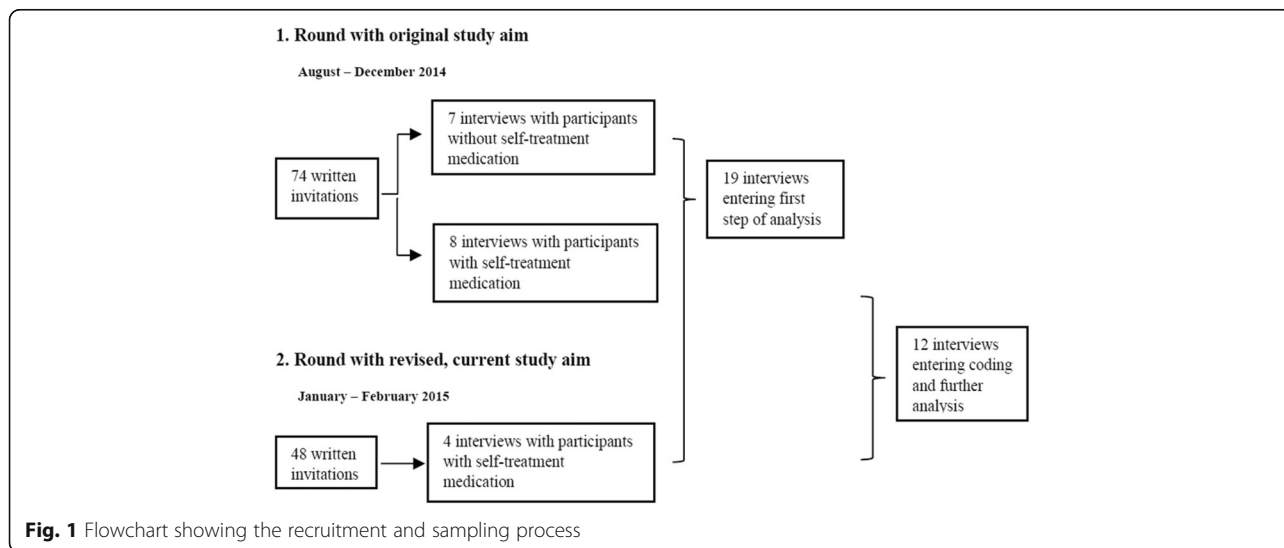 1. Round with original study aim
August – December 2014
7 interviews with participants
without self-treatment
medication
74 written
invitations
19 interviews
entering first
step of analysis
8 interviews with participants
with self-treatment
medication
2. Round with revised, current study aim
January – February 2015
12 interviews
entering coding
and further
analysis
48 written
invitations
4 interviews with participants
with self-treatment
medication
Fig. 1 Flowchart showing the recruitment and sampling process